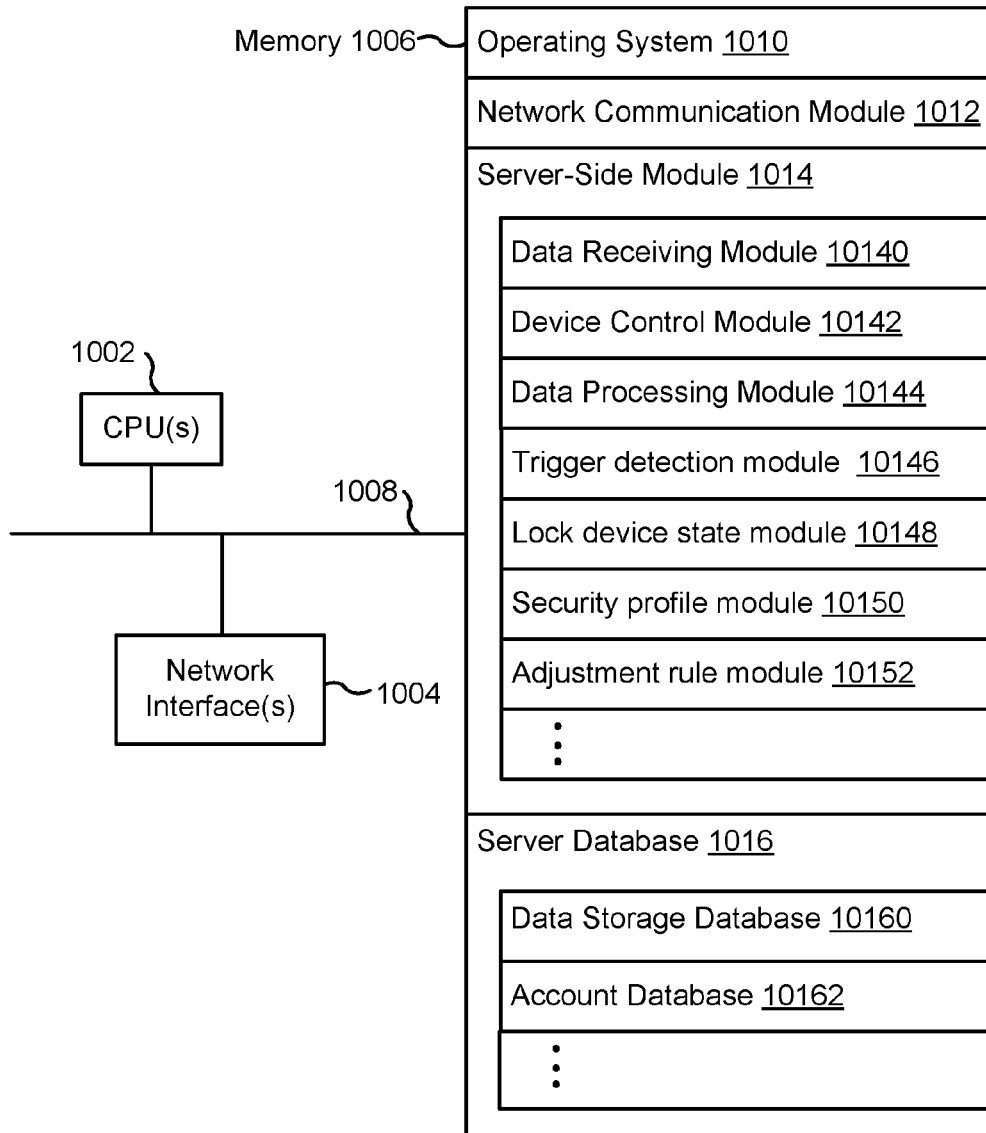 Memory 1006
Operating System 1010
Network Communication Module 1012
Server-Side Module 1014
Data Receiving Module 10140
Device Control Module 10142
Data Processing Module 10144
Trigger detection module 10146
Lock device state module 10148
Security profile module 10150
Adjustment rule module 10152
1002
CPU(s)
1008
Network
Interface(s)
1004
Server Database 1016
Data Storage Database 10160
Account Database 10162